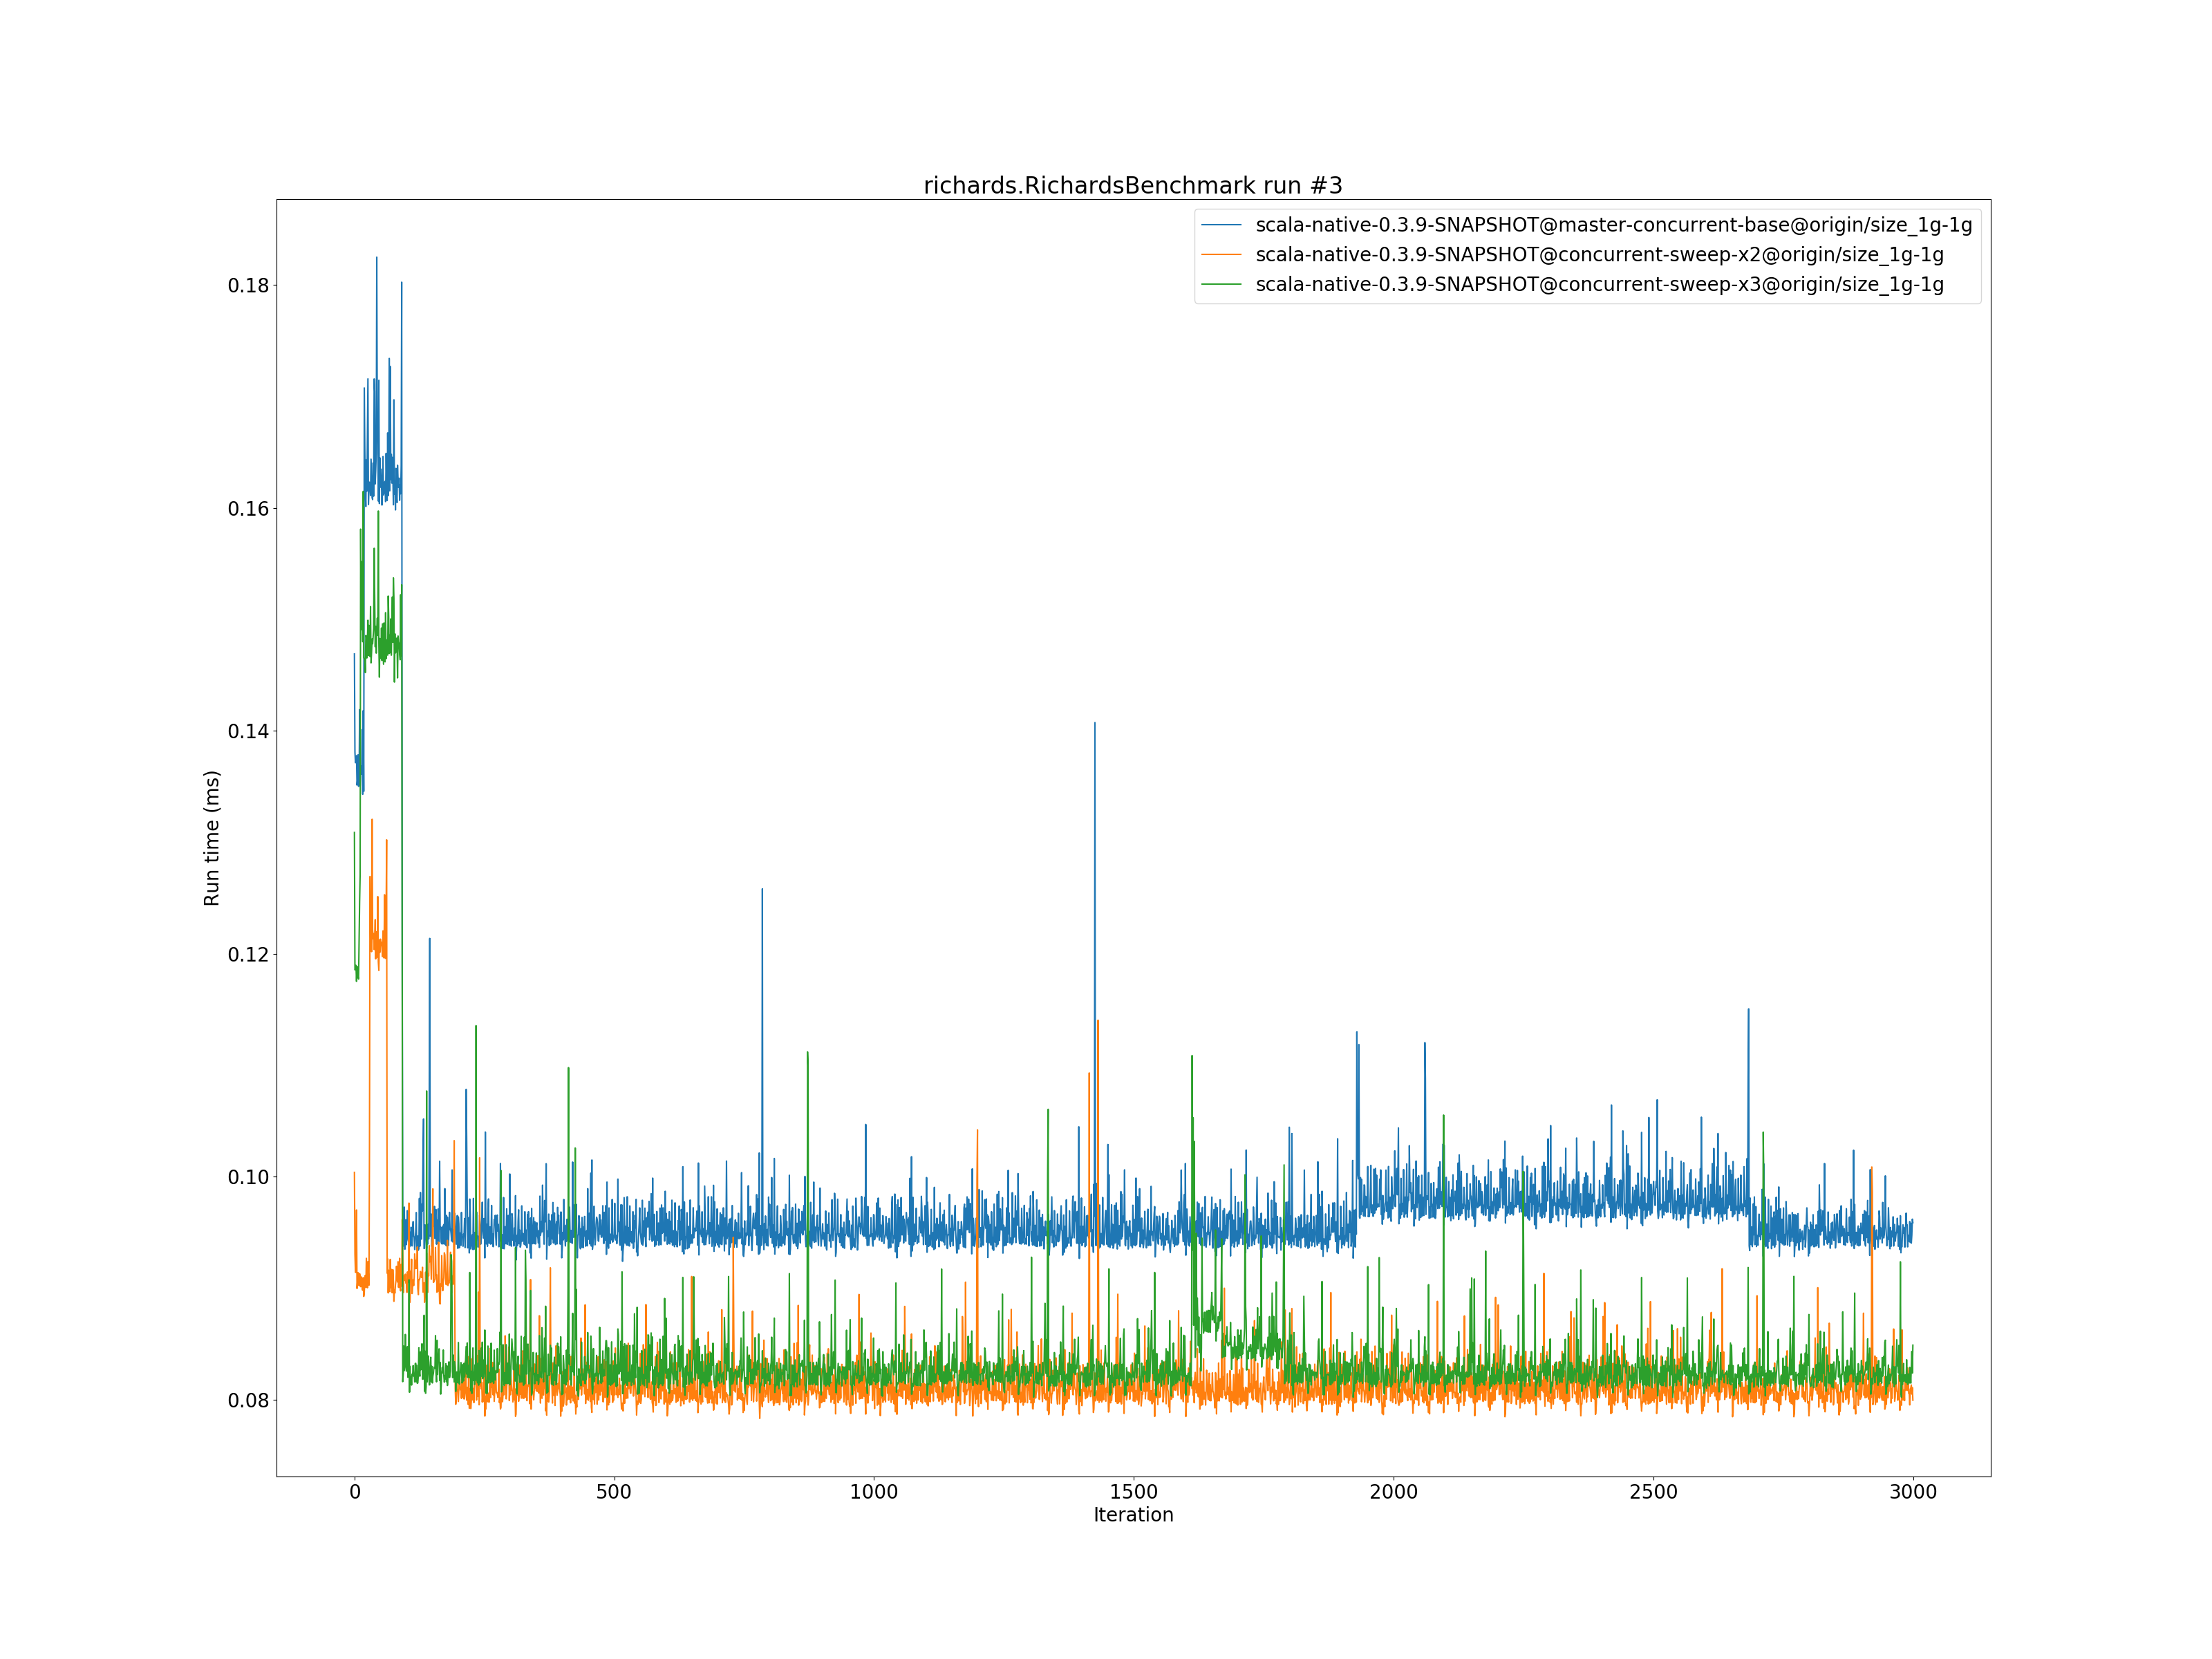 richards.RichardsBenchmark run #3
scala-native-0.3.9-SNAPSHOT@master-concurrent-base@origin/size_1g-1g
scala-native-0.3.9-SNAPSHOT@concurrent-sweep-x2@origin/size_1g-1g
scala-native-0.3.9-SNAPSHOT@concurrent-sweep-x3@origin/size_1g-1g
0.18
0.16
0.14
0.12
0.10
0.08
Run time (ms)
0 500 1000 1500 2000 2500 3000
Iteration